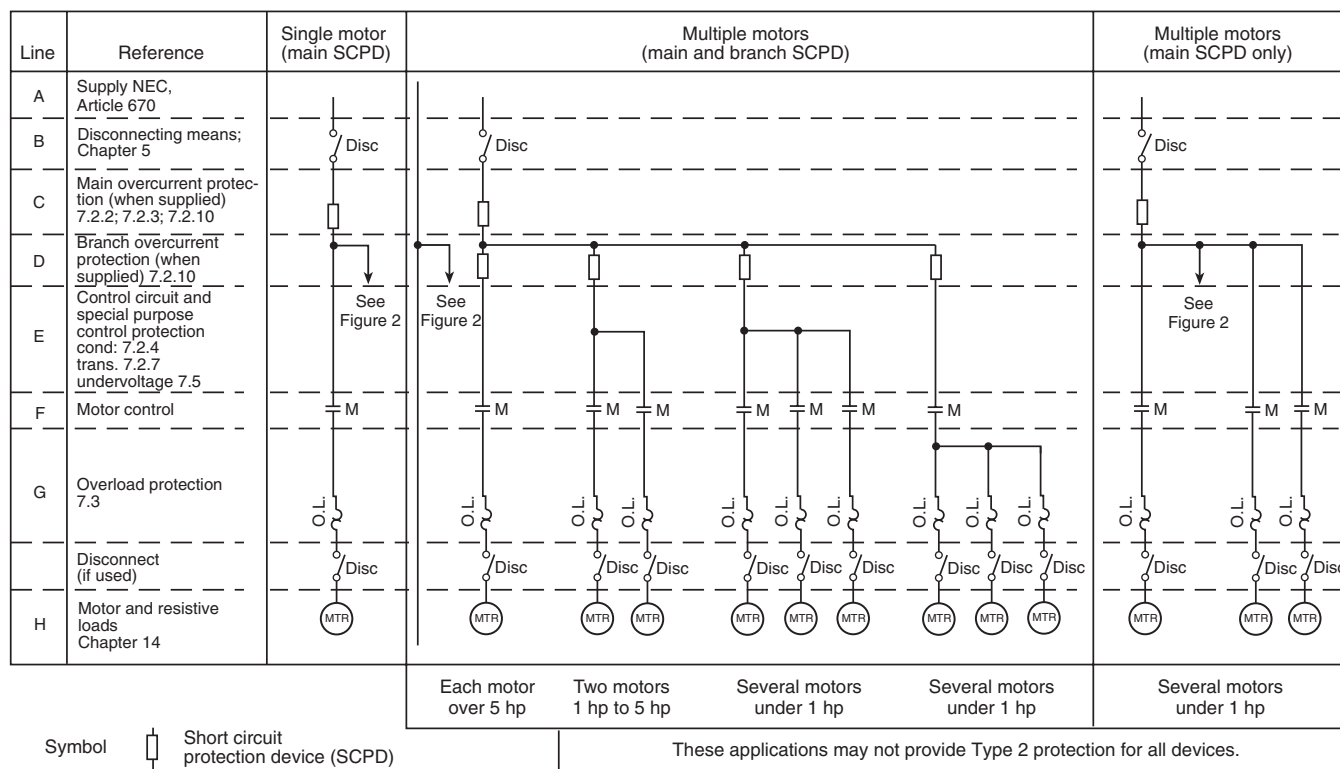 Line
Reference
Single motor
(main SCPD)
Multiple motors
(main and branch SCPD)
Multiple motors
(main SCPD only)
A
Supply NEC,
Article 670
B
Disconnecting means;
Chapter 5
Disc
Disc
Disc
C
Main overcurrent protec-
tion (when supplied)
7.2.2; 7.2.3; 7.2.10
D
Branch overcurrent
protection (when
supplied) 7.2.10
E
Control circuit and
special purpose
control protection
cond: 7.2.4
trans. 7.2.7
undervoltage 7.5
See
Figure 2
See
Figure 2
See
Figure 2
F
Motor control
M
M
M
M
M
M
M
M
M
M
M
G
Overload protection
7.3
O.L.
O.L.
O.L.
O.L.
O.L.
O.L.
O.L.
O.L.
O.L.
O.L.
O.L.
O.L.
O.L.
Disconnect
(if used)
Disc
Disc
Disc
Disc
Disc
Disc
Disc
Disc
Disc
Disc
Disc
Disc
Disc
H
Motor and resistive
loads
Chapter 14
MTR
MTR
MTR
MTR
MTR
MTR
MTR
MTR
MTR
MTR
MTR
MTR
MTR
Each motor
over 5 hp
Two motors
1 hp to 5 hp
Several motors
under 1 hp
Several motors
under 1 hp
Several motors
under 1 hp
Symbol
Short circuit
protection device (SCPD)
These applications may not provide Type 2 protection for all devices.